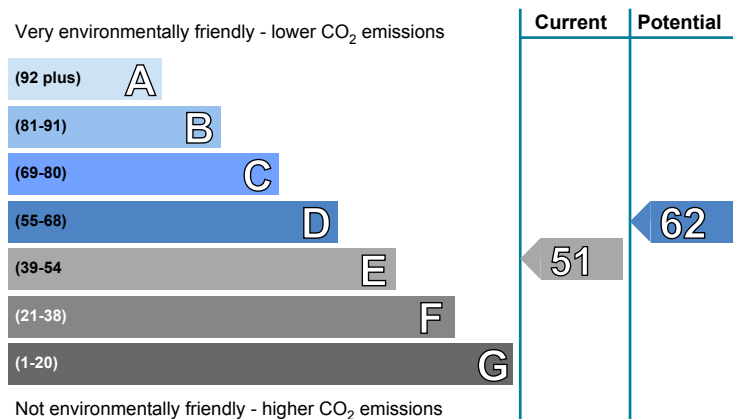 Current Potential
Very environmentally friendly - lower CO₂ emissions
(92 plus) A
(81-91) B
(69-80) C
(55-68) D
62
(39-54 E
51
(21-38) F
(1-20) G
Not environmentally friendly - higher CO₂ emissions